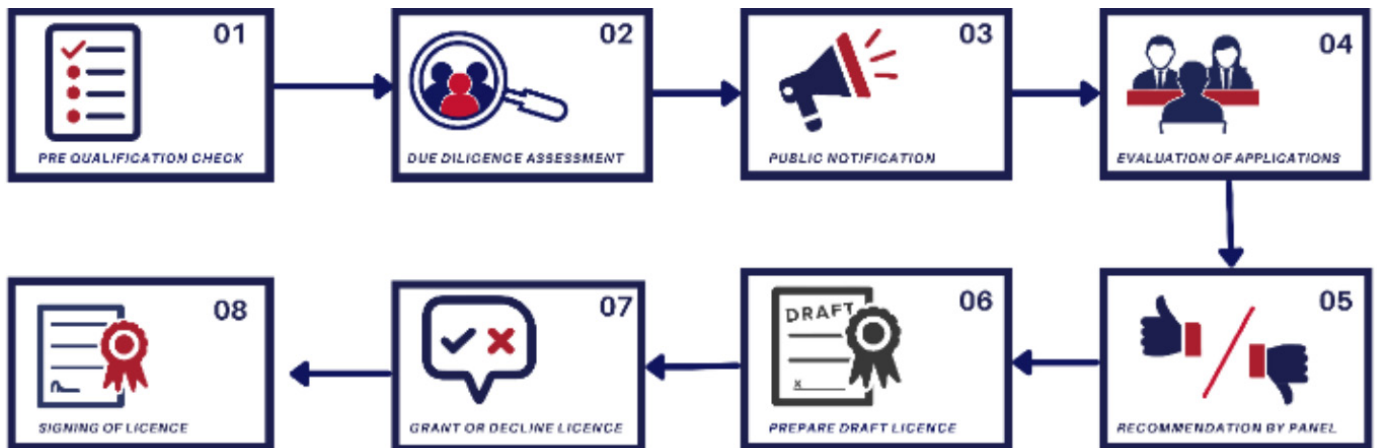 01
PRE QUALIFICATION CHECK
02
DUE DILIGENCE ASSESSMENT
03
PUBLIC NOTIFICATION
04
EVALUATION OF APPLICATIONS
05
RECOMMENDATION BY PANEL
06
DRAFT
x
PREPARE DRAFT LICENCE
07
GRANT OR DECLINE LICENCE
08
SIGNING OF LICENCE